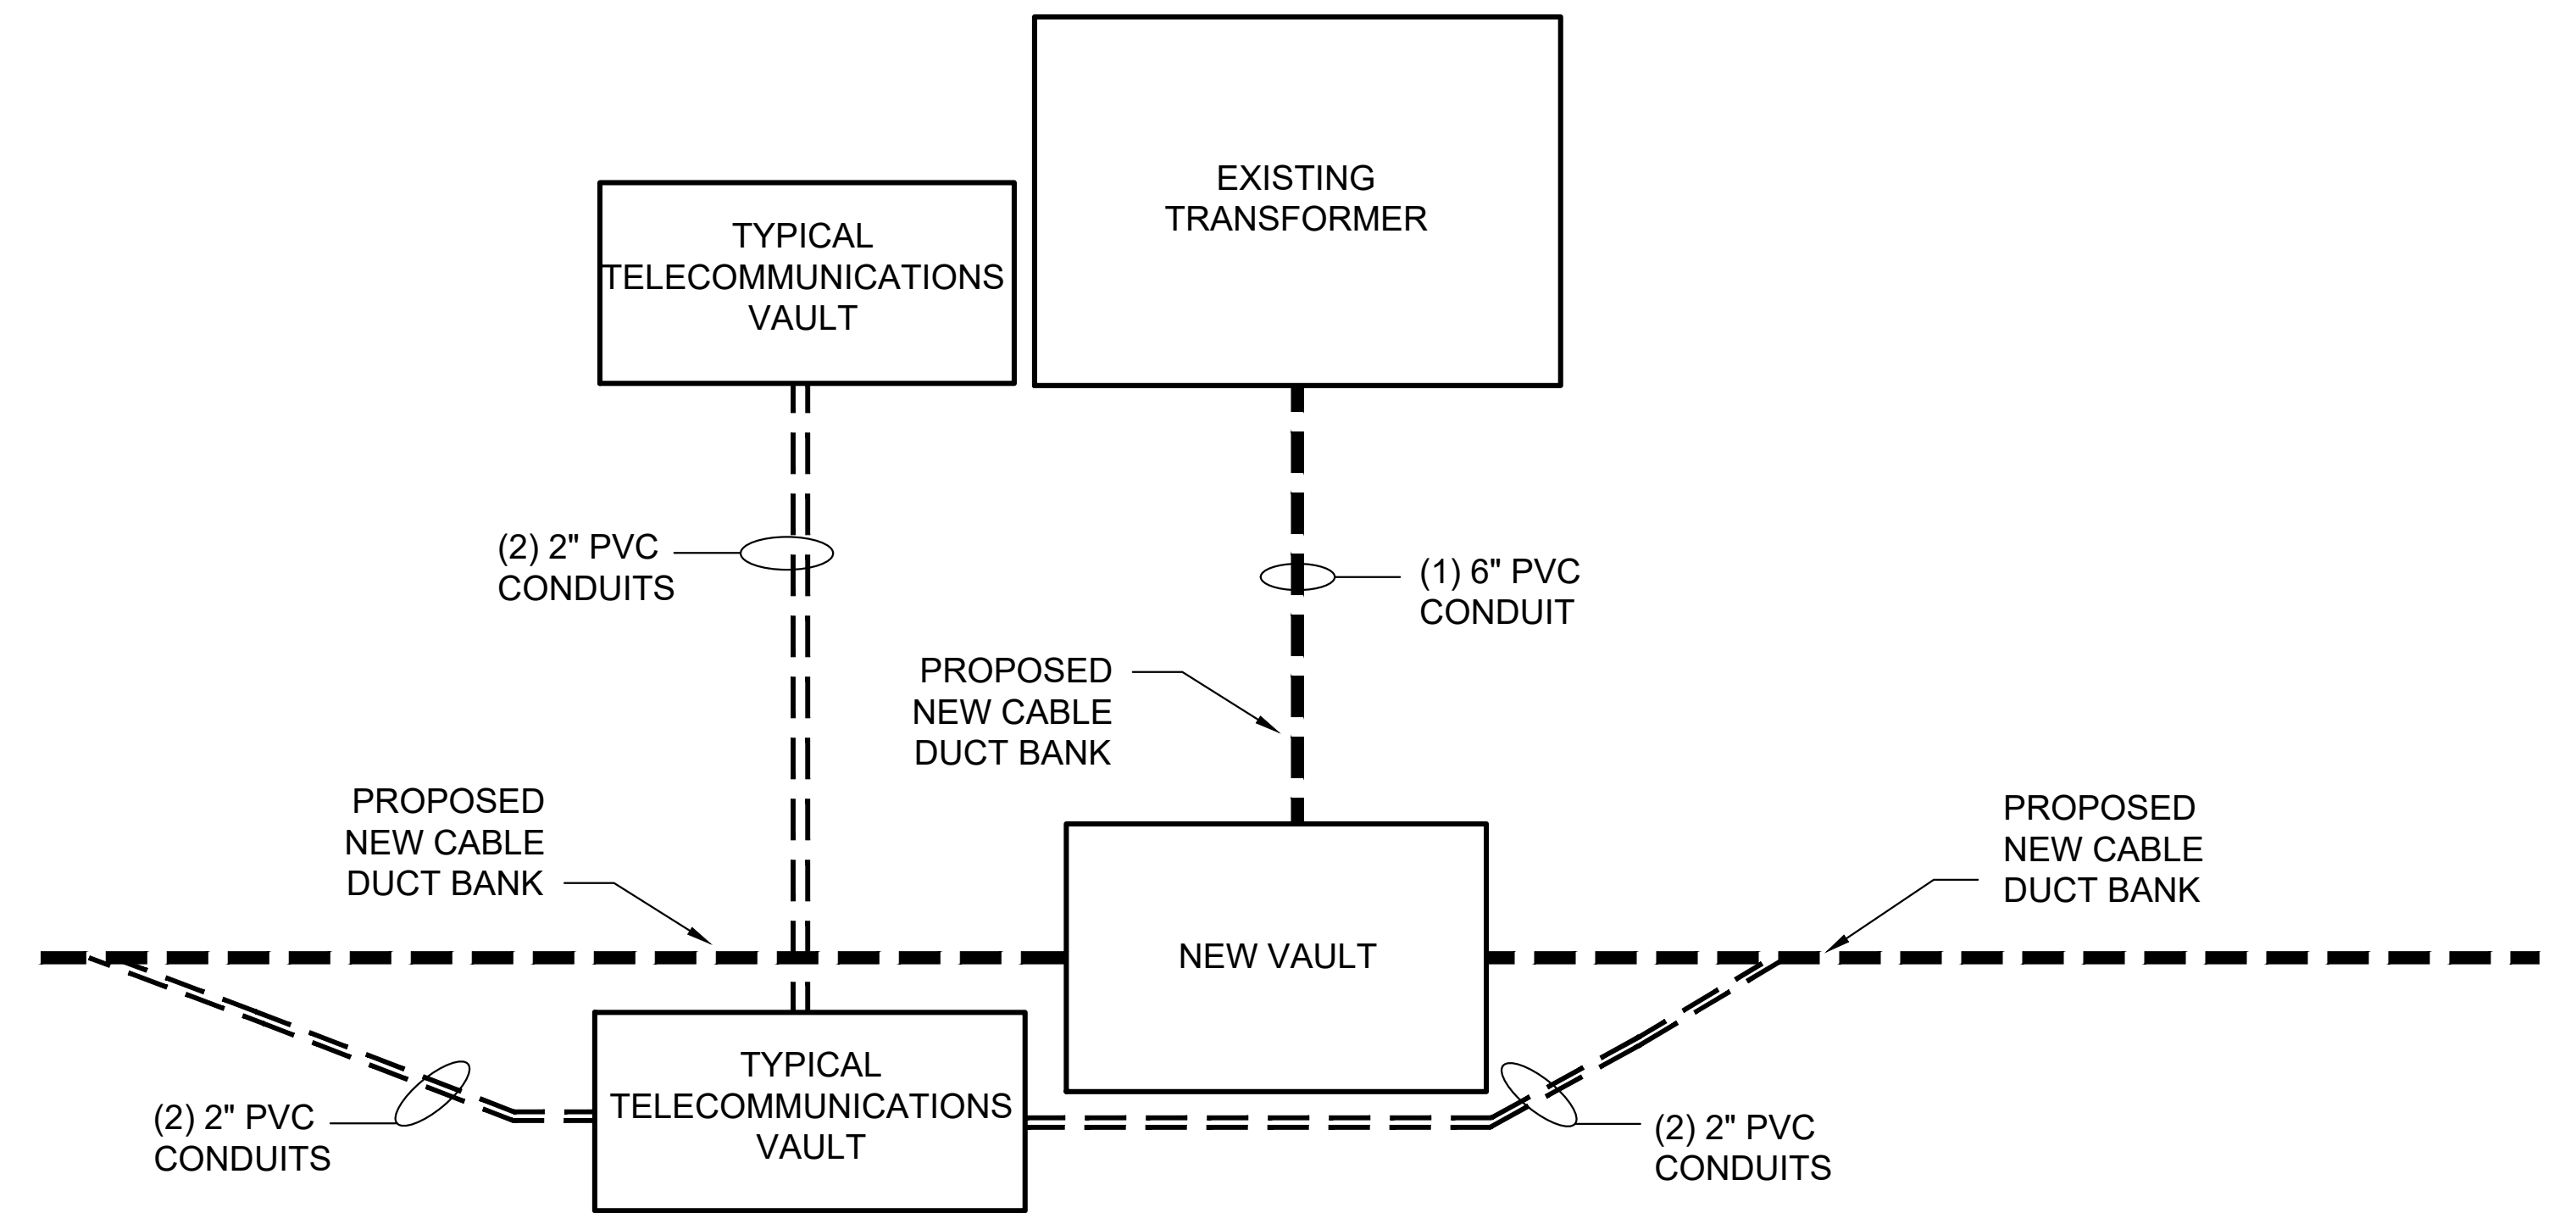 EXISTING
TRANSFORMER
TYPICAL
TELECOMMUNICATIONS
VAULT
(2) 2" PVC
CONDUITS
(1) 6" PVC
CONDUIT
PROPOSED
NEW CABLE
DUCT BANK
PROPOSED
NEW CABLE
DUCT BANK
PROPOSED
NEW CABLE
DUCT BANK
NEW VAULT
TYPICAL
TELECOMMUNICATIONS
VAULT
(2) 2" PVC
CONDUITS
(2) 2" PVC
CONDUITS